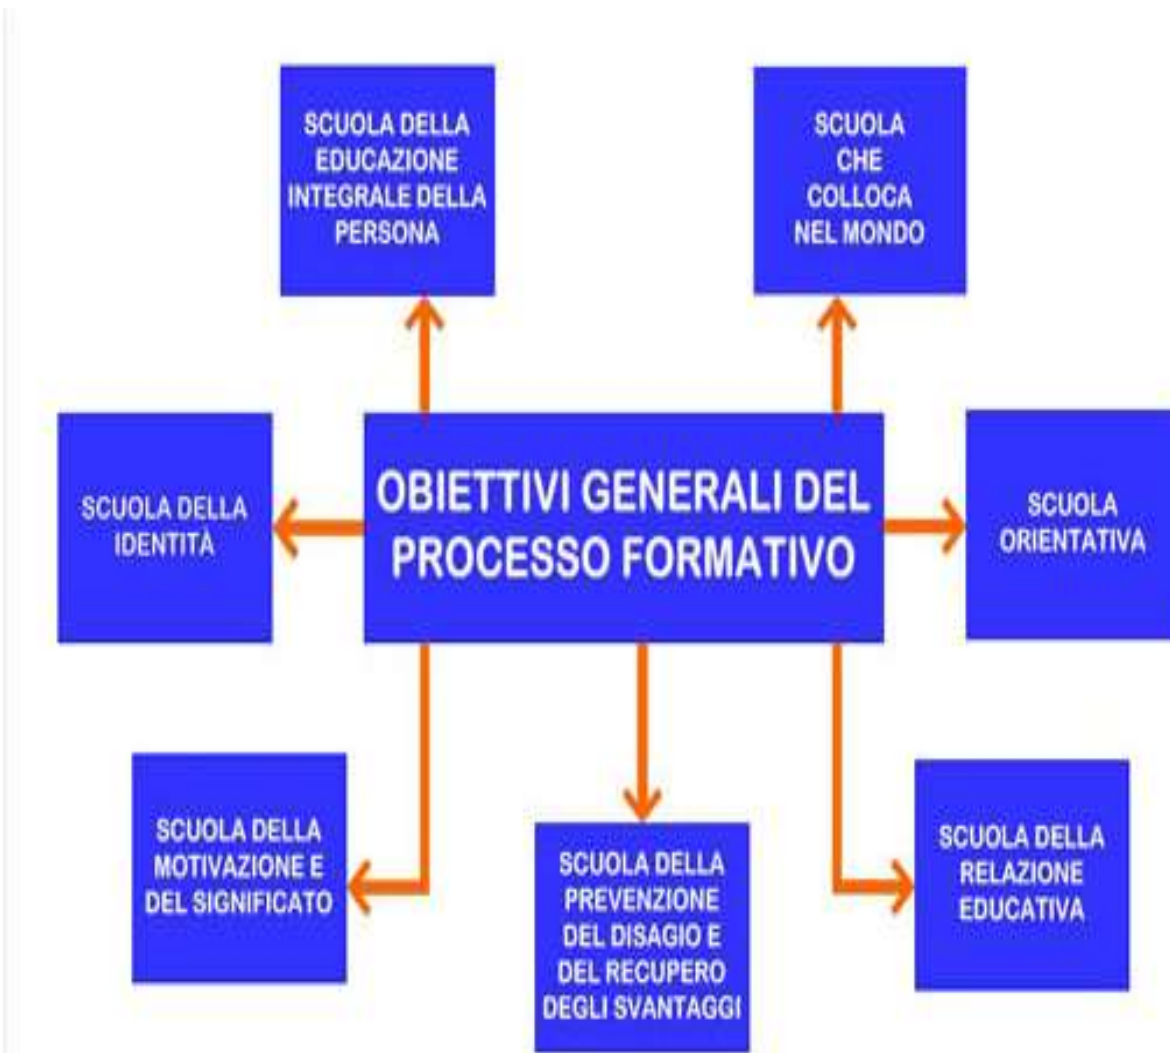 SCUOLA DELLA
EDUCAZIONE
INTEGRALE DELLA
PERSONA
SCUOLA
CHE
COLLOCA
NEL MONDO
SCUOLA DELLA
IDENTITÀ
OBIETTIVI GENERALI DEL
PROCESSO FORMATIVO
SCUOLA
ORIENTATIVA
SCUOLA DELLA
MOTIVAZIONE E
DEL SIGNIFICATO
SCUOLA DELLA
PREVENZIONE
DEL DISAGIO E
DEL RECUPERO
DEGLI SVANTAGGI
SCUOLA DELLA
RELAZIONE
EDUCATIVA